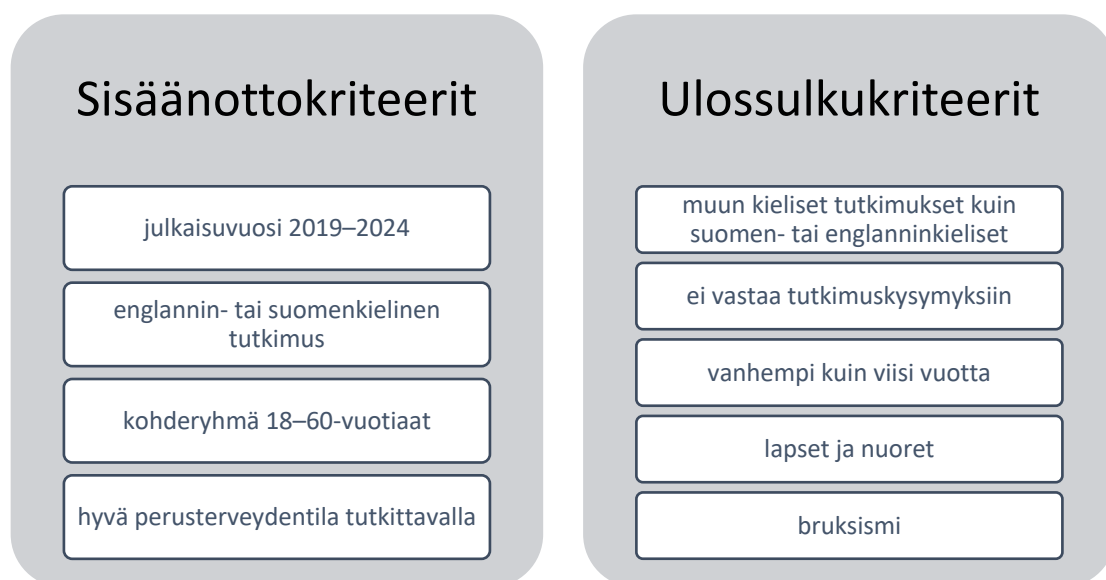 Sisäänottokriteerit
julkaisuvuosi 2019–2024
englannin- tai suomenkielinen
tutkimus
kohderyhmä 18–60-vuotiaat
hyvä perusterveydentila tutkittavalla
Ulossulkukriteerit
muun kieliset tutkimukset kuin
suomen- tai englanninkieliset
ei vastaa tutkimuskysymyksiin
vanhempi kuin viisi vuotta
lapset ja nuoret
bruksismi